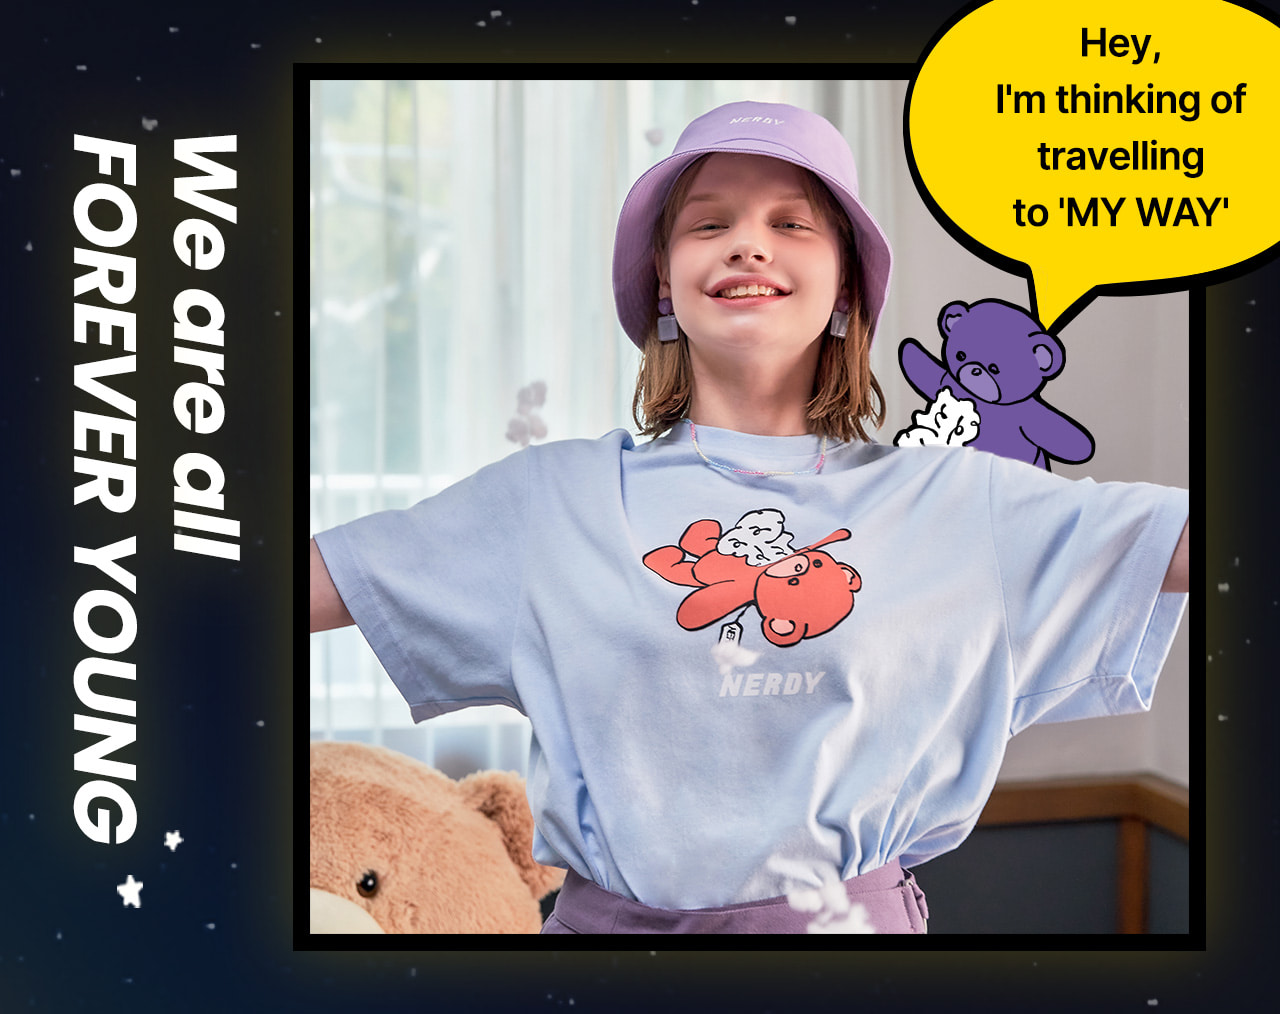 We are all
FOREVER YOUNG
Hey,
I'm thinking of
travelling
to 'MY WAY'
NERDY
NERDY